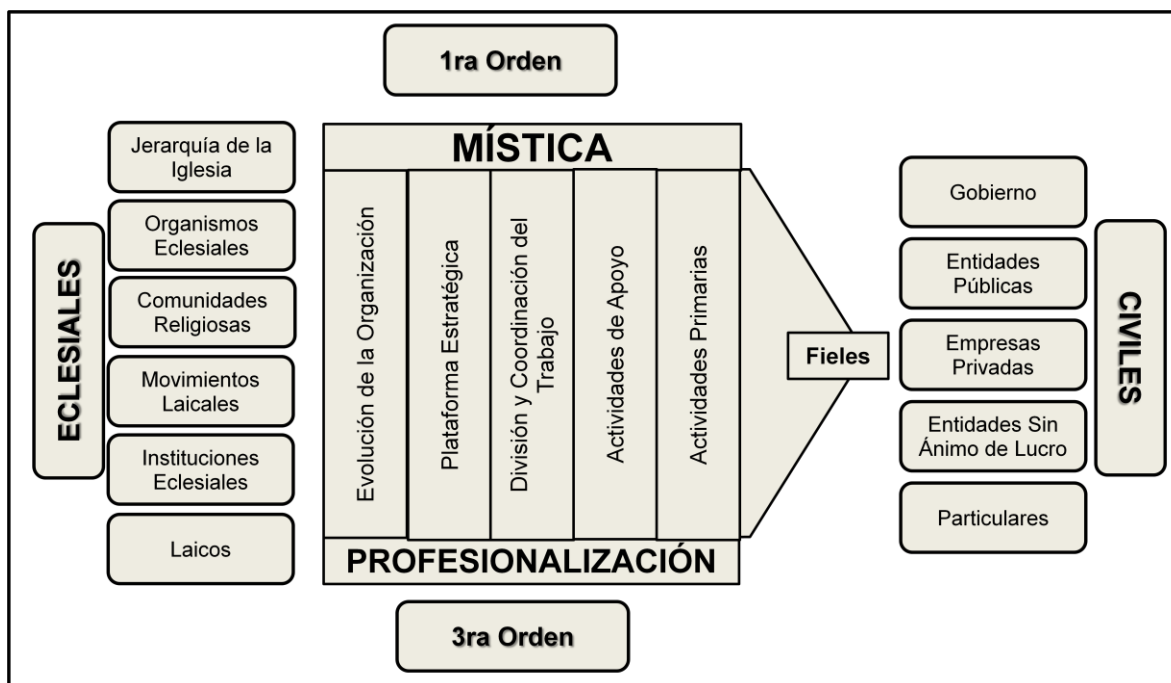 1ra Orden
ECLESIALES
Jerarquía de la
Iglesia
Organismos
Eclesiales
Comunidades
Religiosas
Movimientos
Laicales
Instituciones
Eclesiales
Laicos
MÍSTICA
Evolución de la Organización
Plataforma Estratégica
División y Coordinación del
Trabajo
Actividades de Apoyo
Actividades Primarias
PROFESIONALIZACIÓN
Fieles
Gobierno
Entidades
Públicas
Empresas
Privadas
Entidades Sin
Ánimo de Lucro
Particulares
CIVILES
3ra Orden